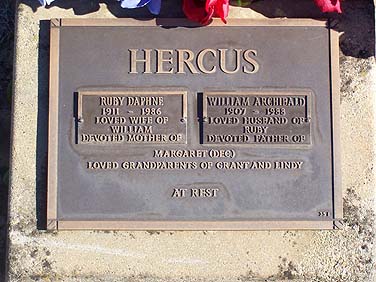 HERCUS
RUBY DAPHNE
1911 - 1986
LOVED WIFE OF
WILLIAM
DEVOTED MOTHER OF
WILLIAM ARCHIBALD
1907 - 1988
LOVED HUSBAND OF
RUBY
DEVOTED FATHER OF
MARGARET (DEC)
LOVED GRANDPARENTS OF GRANT AND LINDY
AT REST